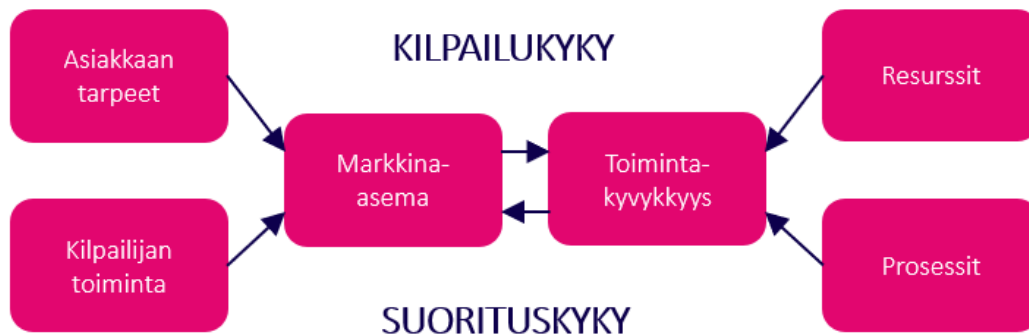 KILPAILUKYKY
Asiakkaan
tarpeet
Kilpailijan
toiminta
Markkina-
asema
Toiminta-
kyvykkyys
Resurssit
Prosessit
SUORITUSKYKY